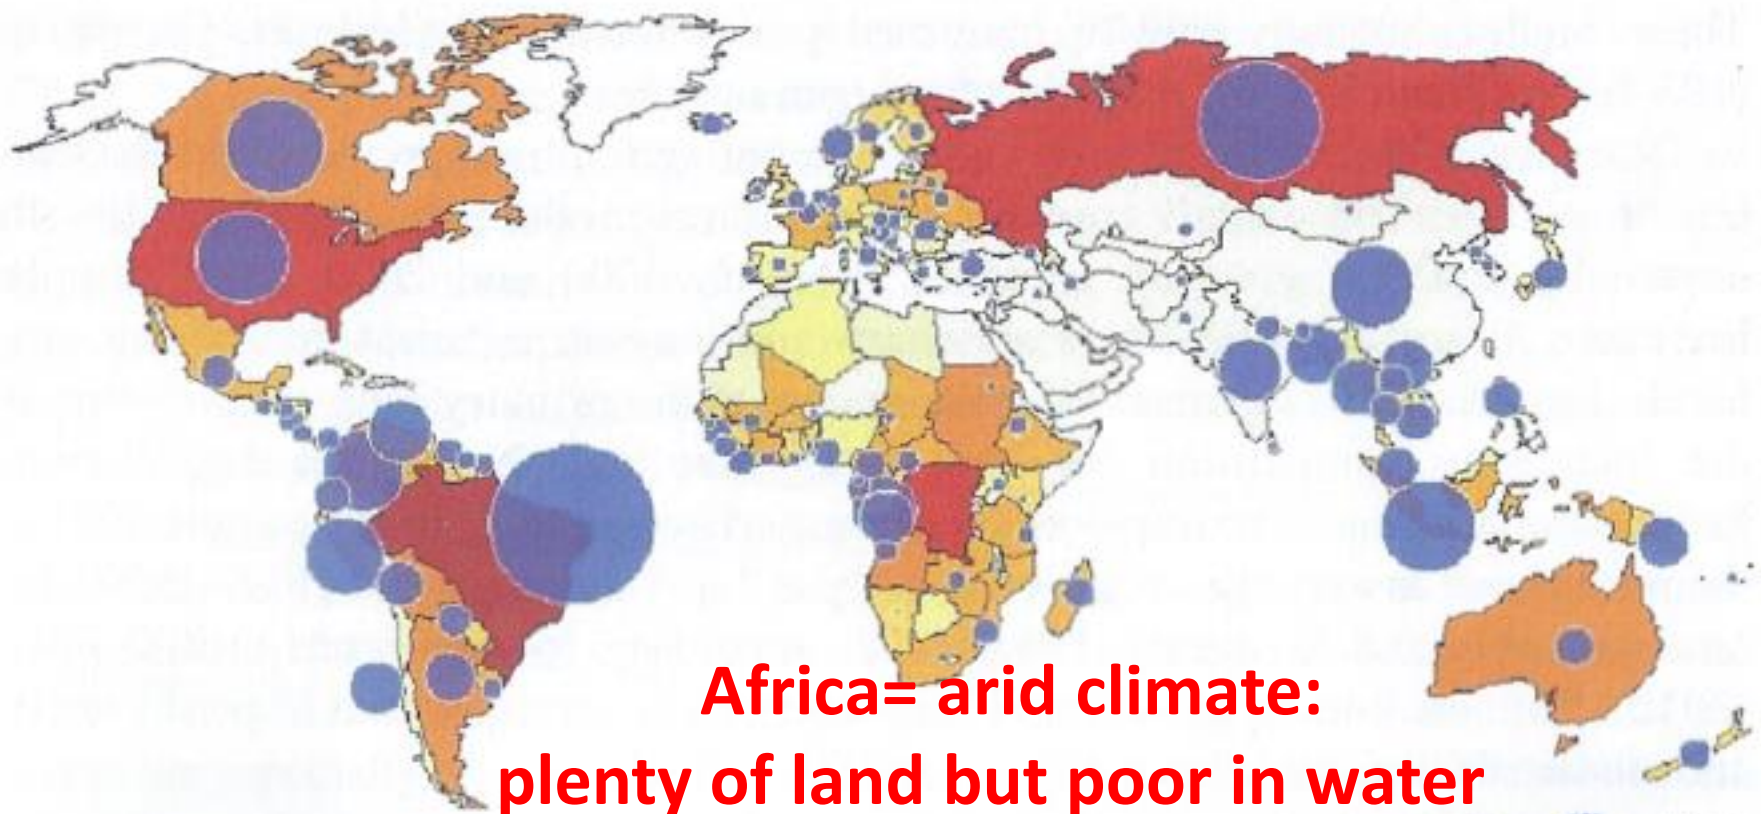 Africa= arid climate:
plenty of land but poor in water